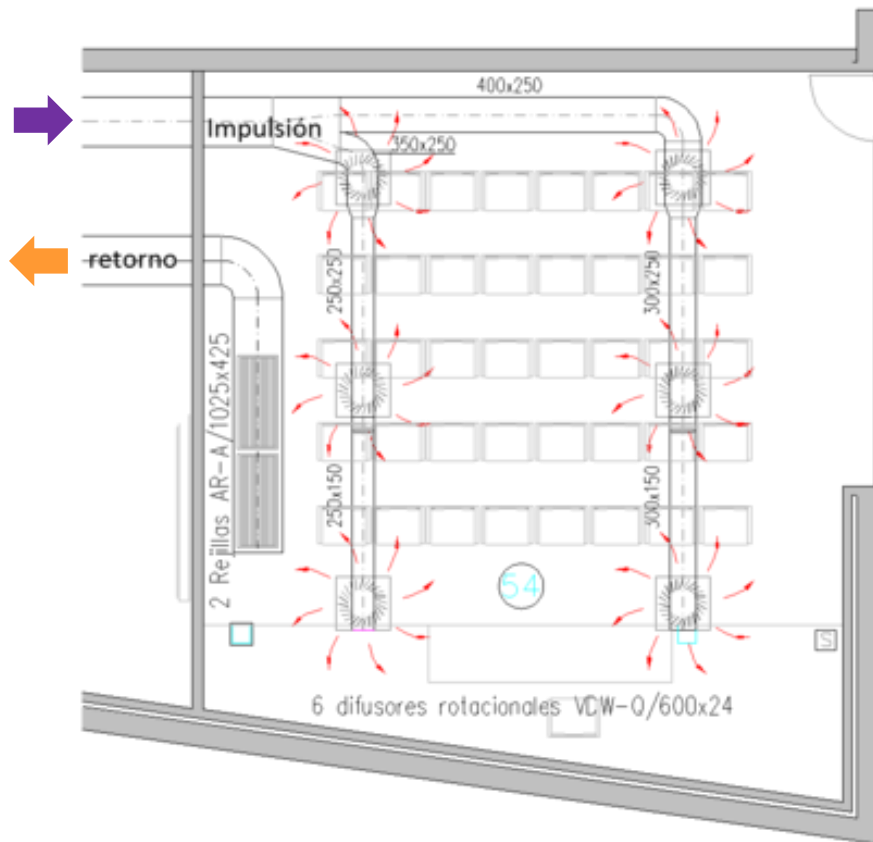 400x250
Impulsión
350x250
retorno
250x250
300x250
2 Rejillas AR-A/1025x425
250x150
300x150
54
S
6 difusores rotacionales VDW-Q/600x24